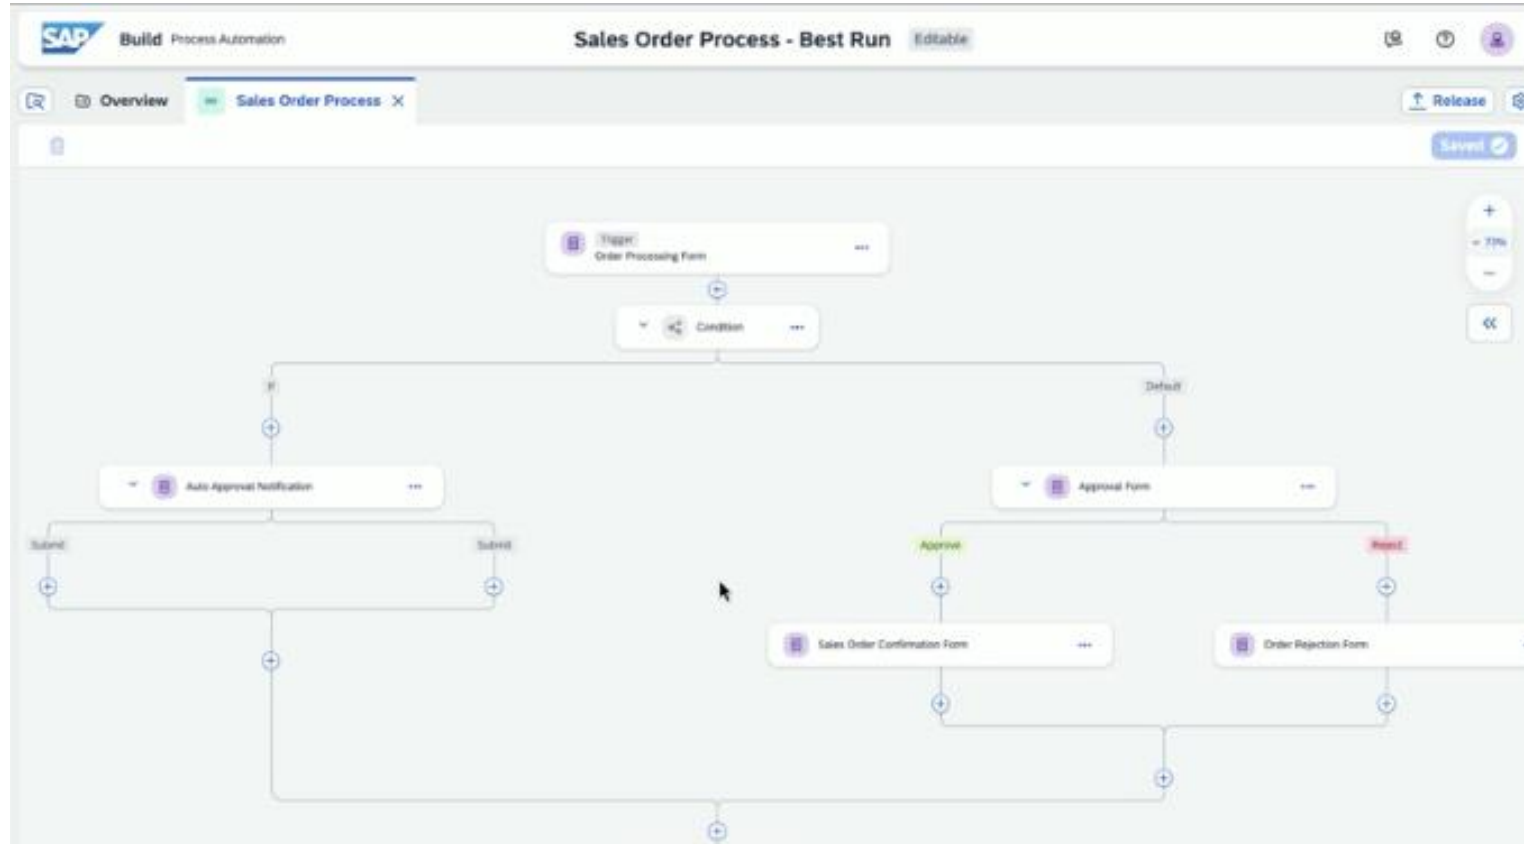 SAP Build Process Automation
Sales Order Process - Best Run Editable
Overview
Sales Order Process
Release
Saved
Trigger
Order Processing Form
Condition
If
Default
Auto Approval Notification
Approval Form
Submit
Submit
Approve
Reject
Sales Order Confirmation Form
Order Rejection Form